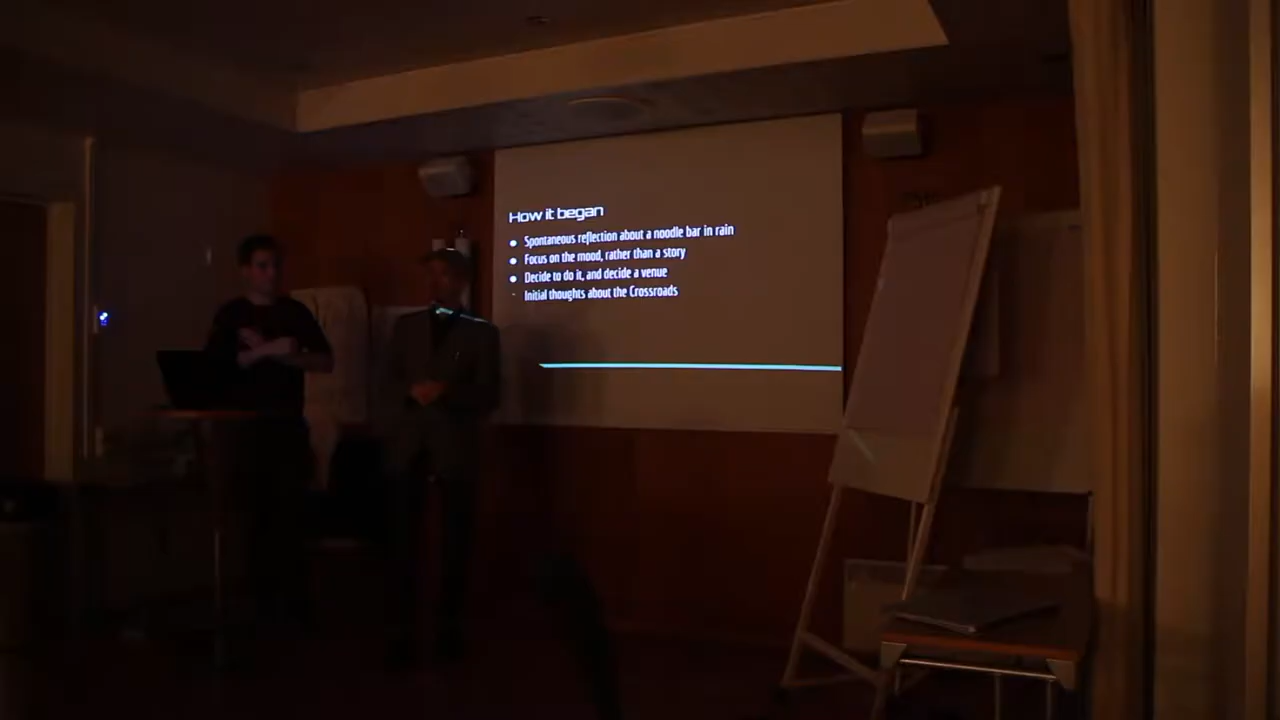 How it began
Spontaneous reflection about a noodle bar in rain
Focus on the mood, rather than a story
Decide to do it, and decide a venue
Initial thoughts about the Crossroads